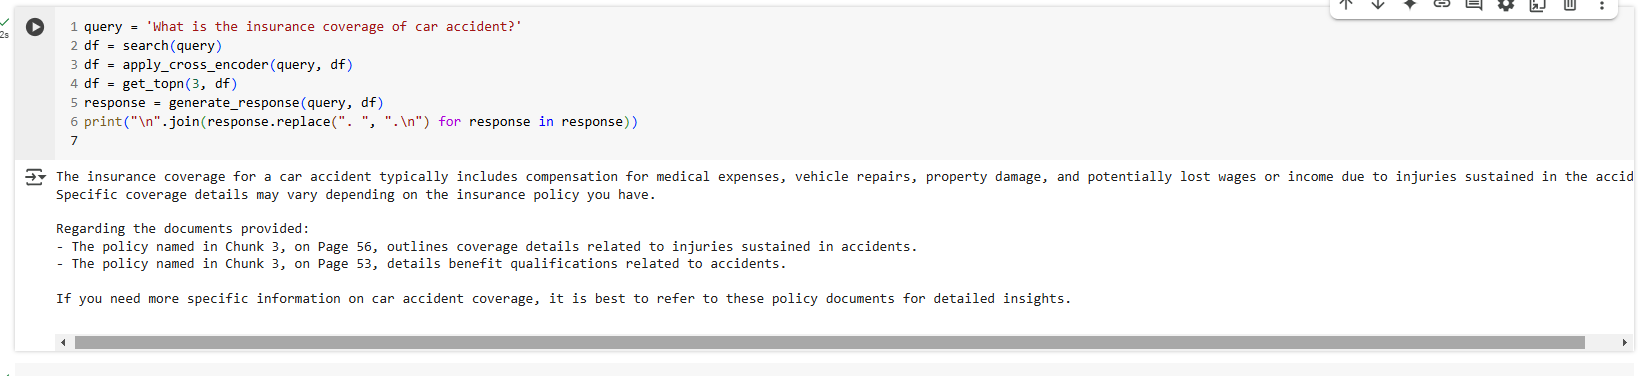 2s
1 query = 'What is the insurance coverage of car accident?'
2 df = search(query)
3 df = apply_cross_encoder(query, df)
4 df = get_topn(3, df)
5 response = generate_response(query, df)
6 print("\n".join(response.replace(". ", ".\n") for response in response))
7
The insurance coverage for a car accident typically includes compensation for medical expenses, vehicle repairs, property damage, and potentially lost wages or income due to injuries sustained in the accid
Specific coverage details may vary depending on the insurance policy you have.
Regarding the documents provided:
- The policy named in Chunk 3, on Page 56, outlines coverage details related to injuries sustained in accidents.
- The policy named in Chunk 3, on Page 53, details benefit qualifications related to accidents.
If you need more specific information on car accident coverage, it is best to refer to these policy documents for detailed insights.